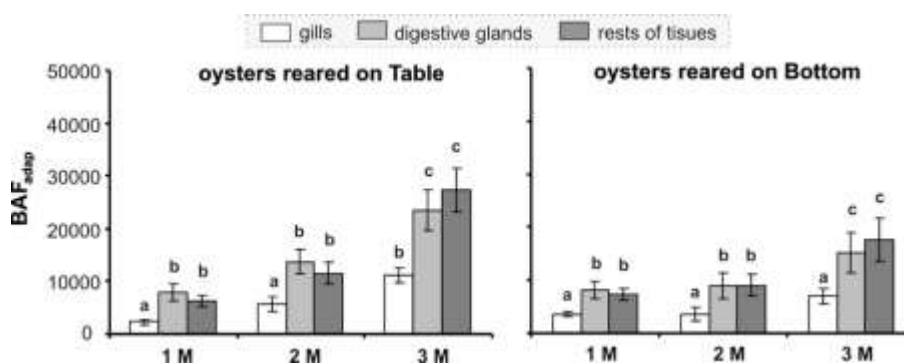 gills digestive glands rests of tisues
oysters reared on Table oysters reared on Bottom
BAFadap
50000
40000
30000
20000
10000
0
a b b a b b b c c
a b b a b b a c c
1 M 2 M 3 M 1 M 2 M 3 M